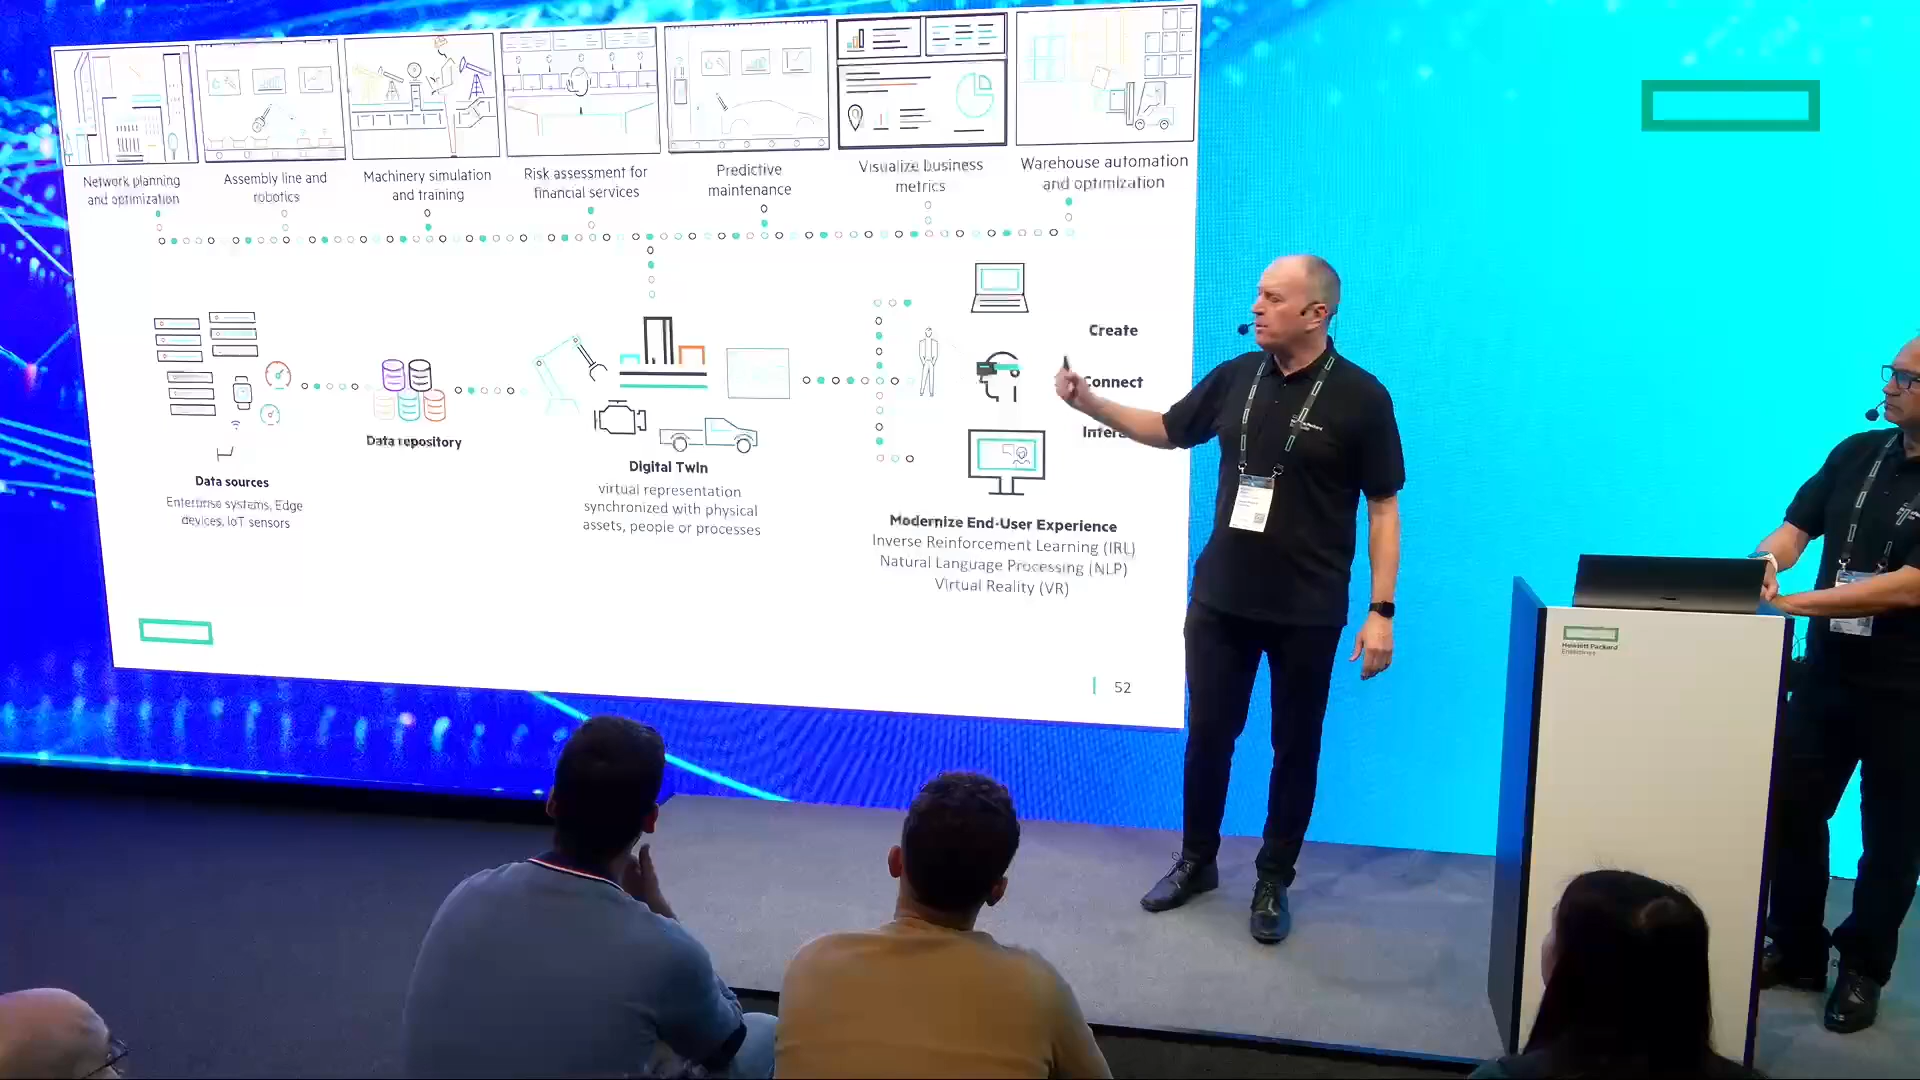 Network planning
and optimization
Assembly line and
robotics
Machinery simulation
and training
Risk assessment for
financial services
Predictive
maintenance
Visualize business
metrics
Warehouse automation
and optimization
Data sources
Enterprise systems, Edge
devices, IoT sensors
Data repository
Digital Twin
virtual representation
synchronized with physical
assets, people or processes
Create
Connect
Modernize End-User Experience
Inverse Reinforcement Learning (IRL)
Natural Language Processing (NLP)
Virtual Reality (VR)
52
Hewlett Packard
Enterprise